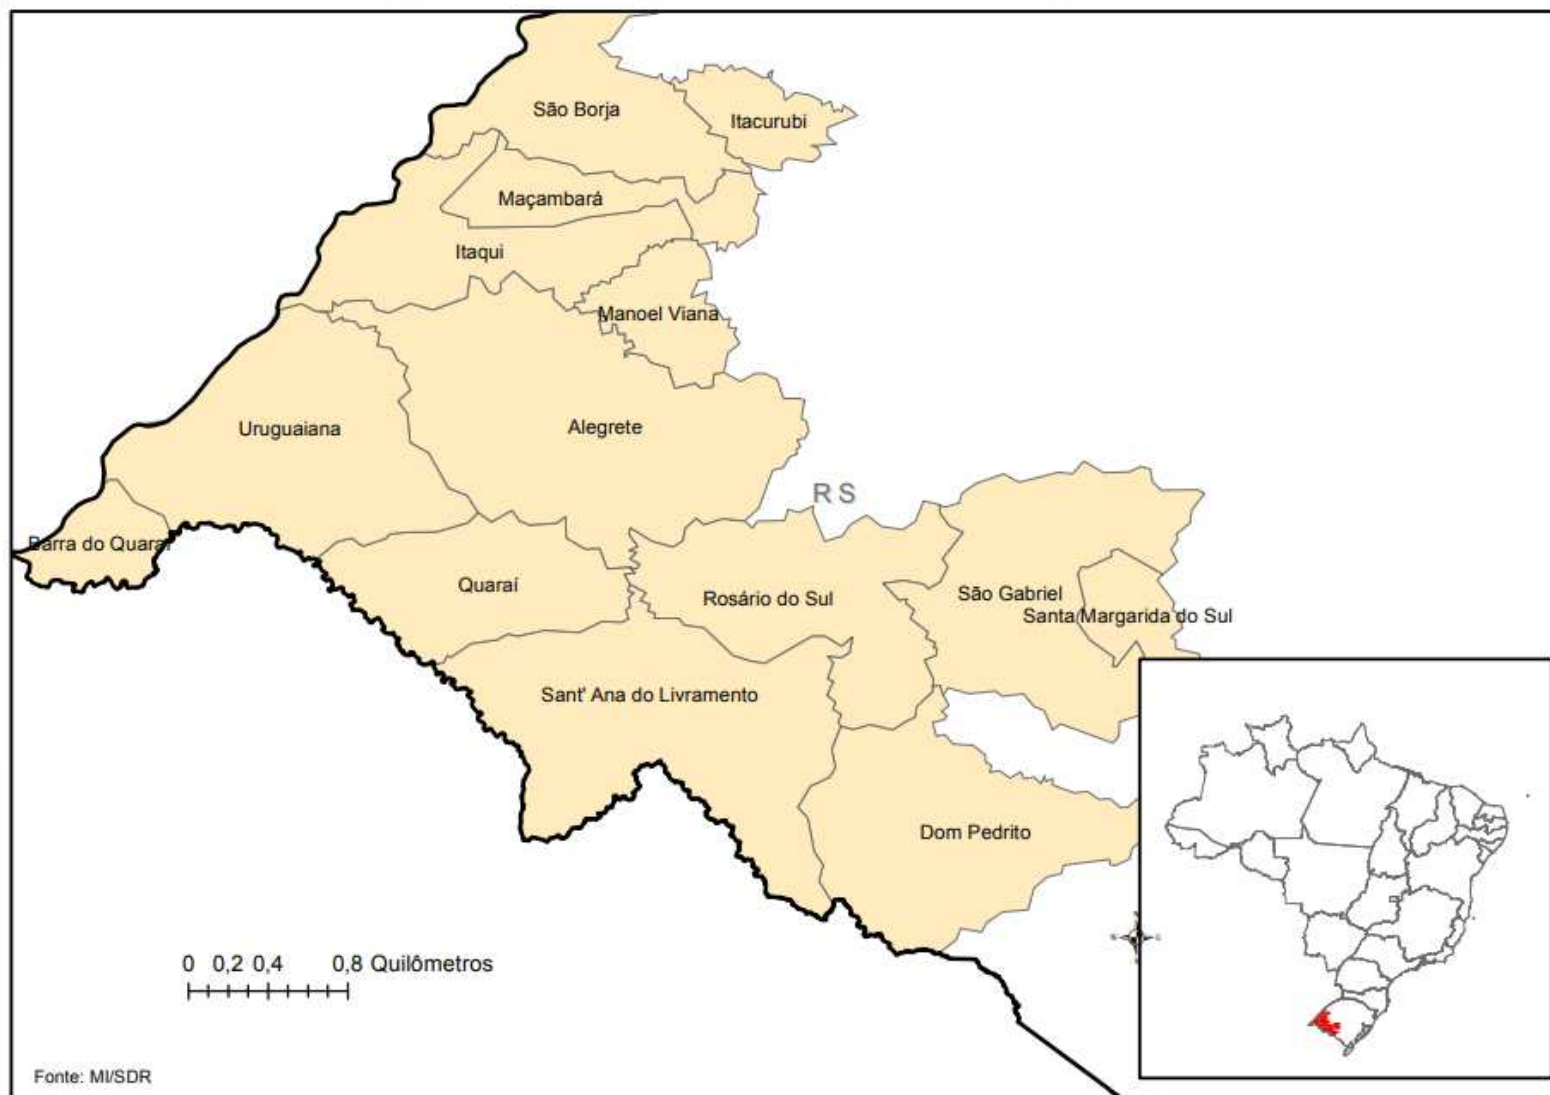 São Borja
Itacurubi
Maçambará
Itaqui
Manoel Viana
Uruguaiana
Alegrete
R S
Barra do Quaraí
Quaraí
Rosário do Sul
São Gabriel
Santa Margarida do Sul
Sant' Ana do Livramento
Dom Pedrito
0 0,2 0,4 0,8 Quilômetros
Fonte: MI/SDR